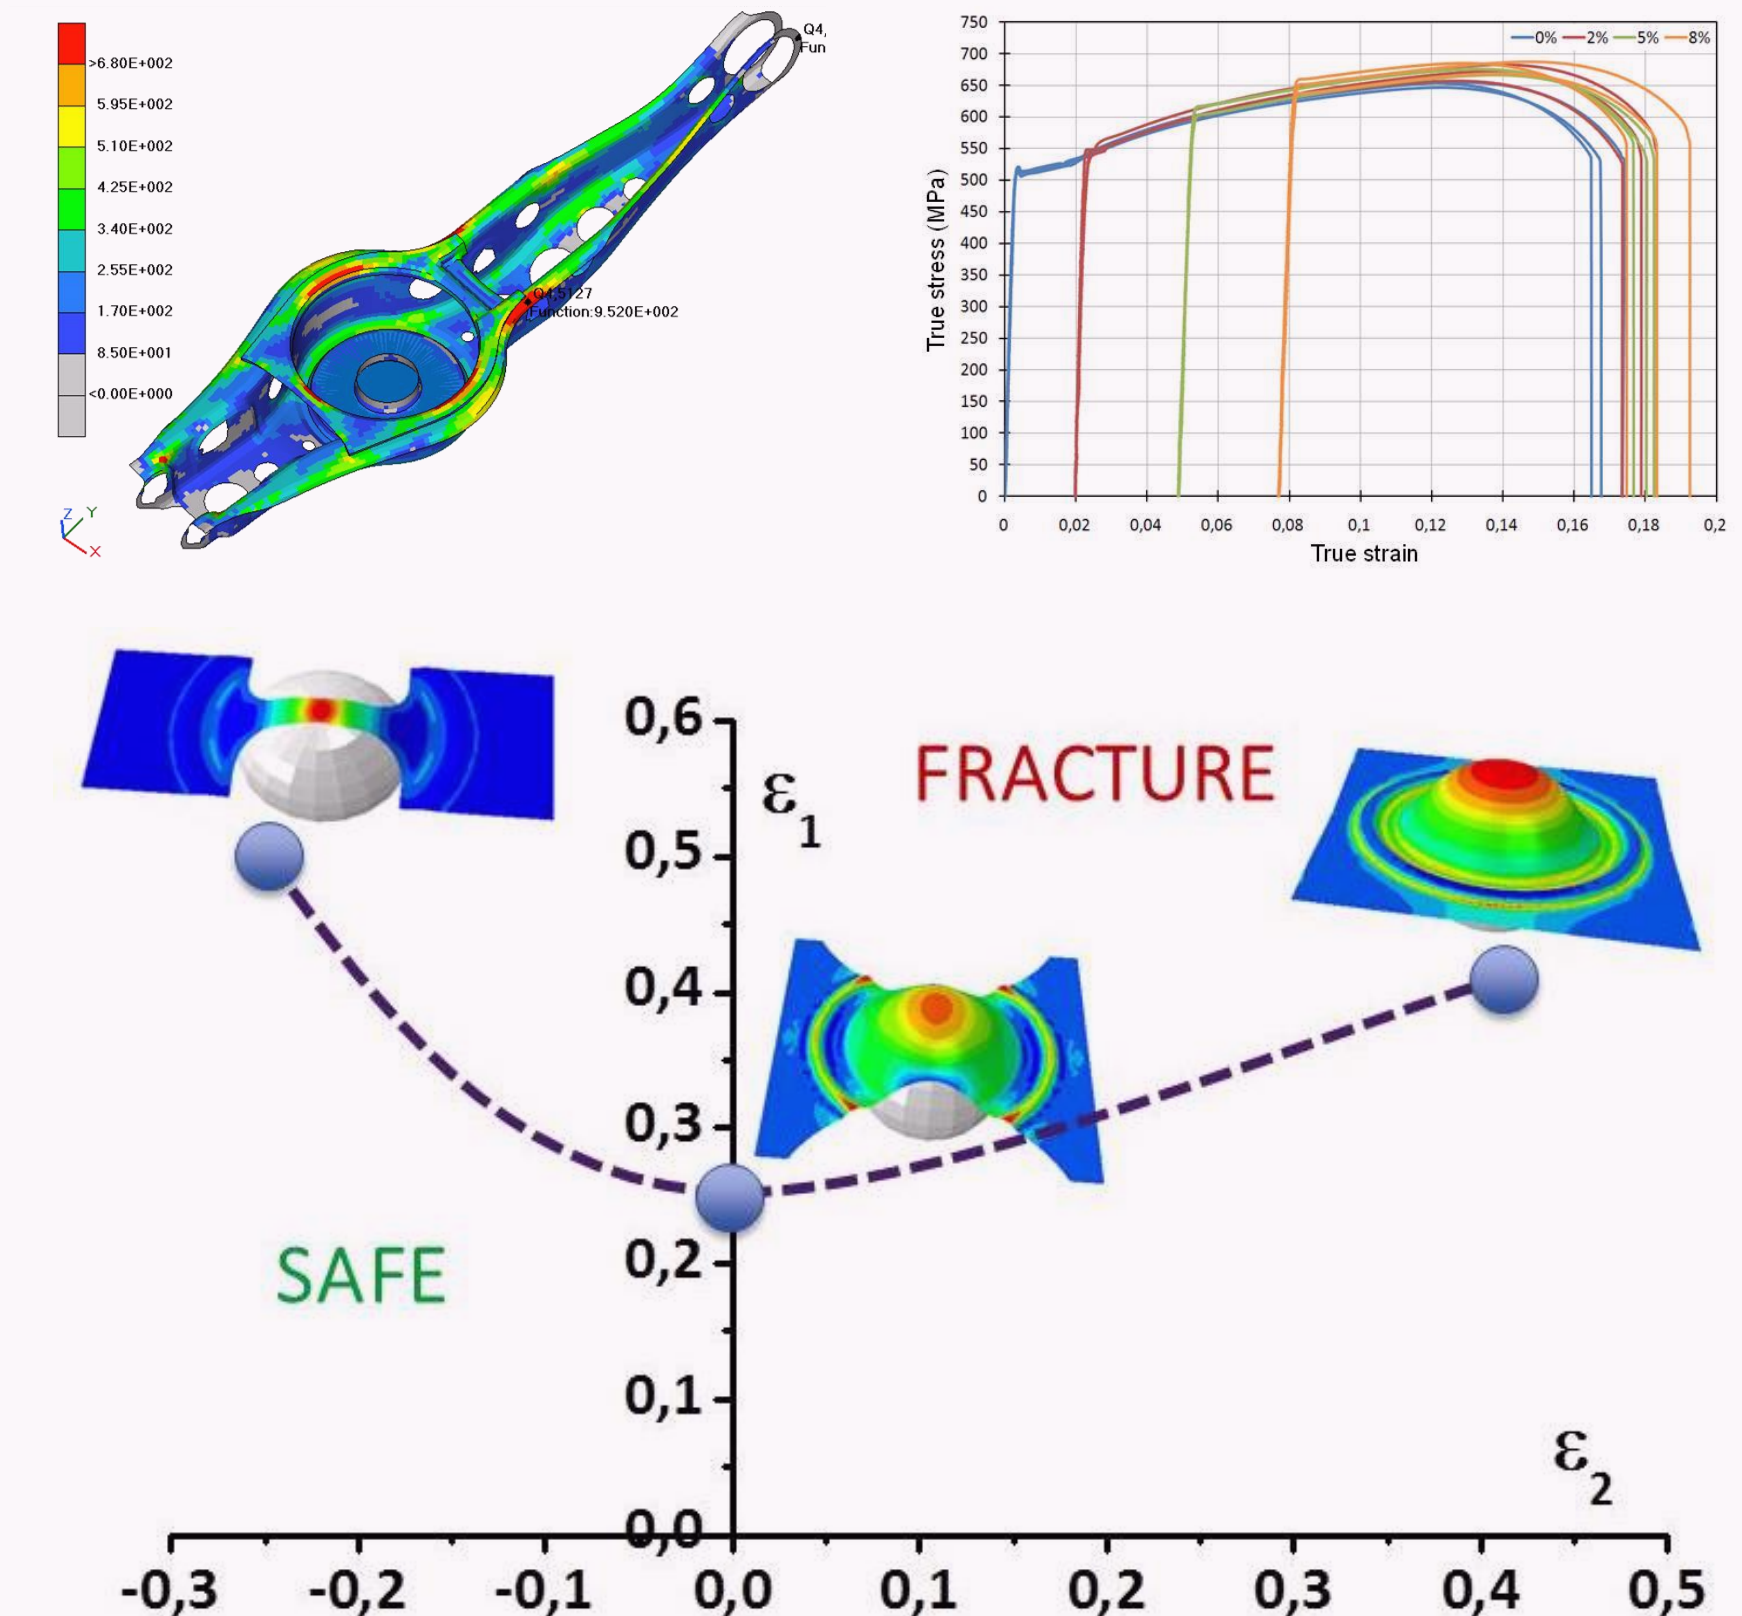 >6.80E+002
5.95E+002
5.10E+002
4.25E+002
3.40E+002
2.55E+002
1.70E+002
8.50E+001
<0.00E+000
Q4,
Fun
Q4,5127
Function:9.520E+002
Z
Y
X
0% 2% 5% 8%
True stress (MPa)
750
700
650
600
550
500
450
400
350
300
250
200
150
100
50
0
0 0,02 0,04 0,06 0,08 0,1 0,12 0,14 0,16 0,18 0,2
True strain
FRACTURE
SAFE
ε1
0,6
0,5
0,4
0,3
0,2
0,1
0,0
ε2
-0,3 -0,2 -0,1 0,0 0,1 0,2 0,3 0,4 0,5